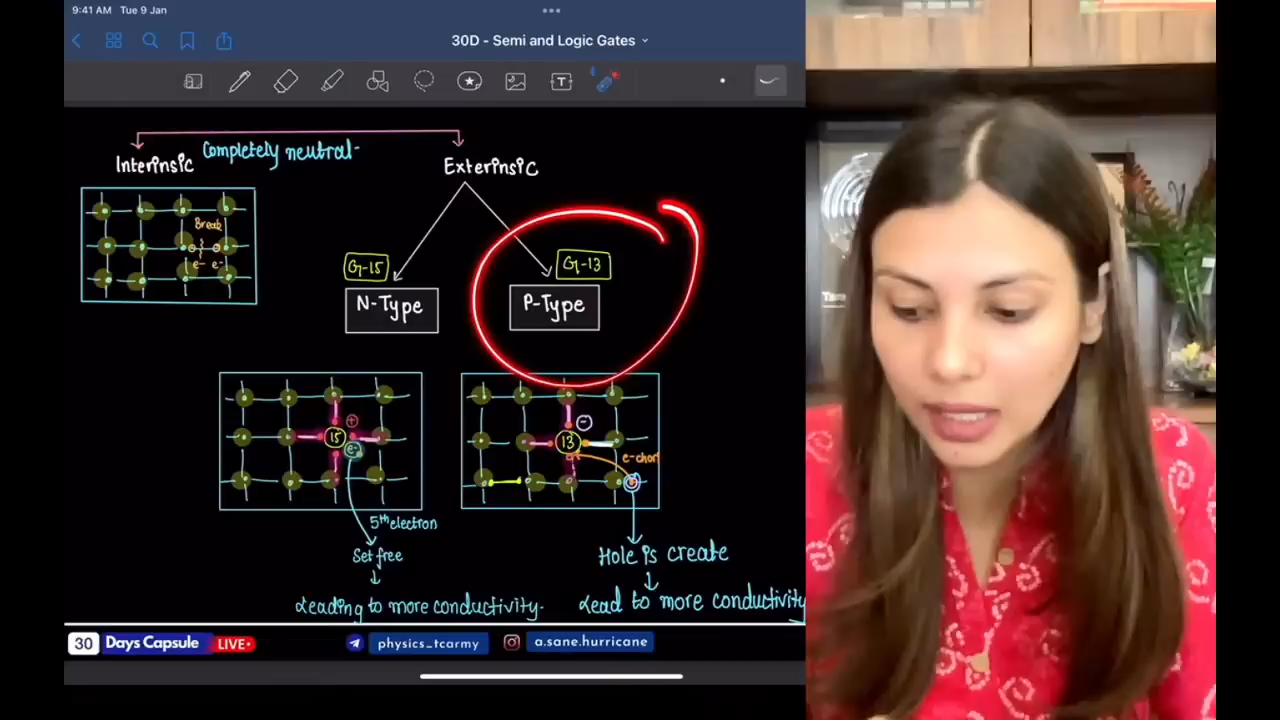 9:41 AM Tue 9 Jan
30D - Semi and Logic Gates
T
Interinsic
Completely neutral-
Exterinsic
Break
e- e-
G-15
G-13
N-Type
P-Type
15
+
e-
13
-
5th electron
Set free
Leading to more conductivity.
Hole is create
Lead to more conductivity
30 Days Capsule LIVE
physics_tcarmy
a.sane.hurricane